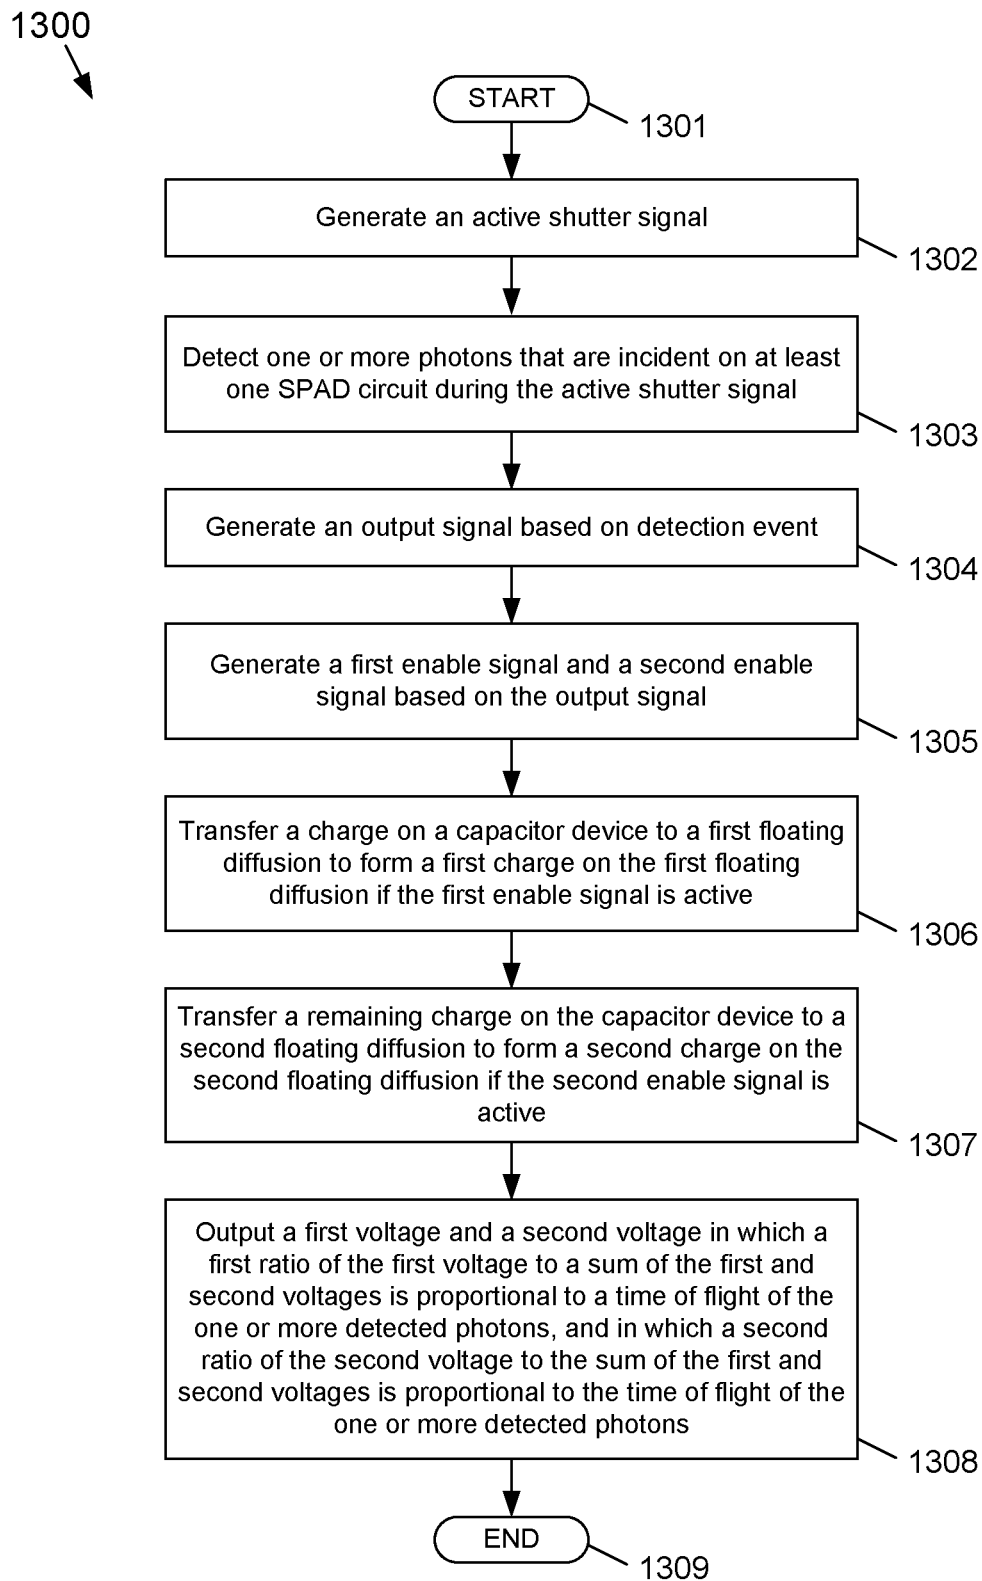 1300
START
1301
Generate an active shutter signal
1302
Detect one or more photons that are incident on at least
one SPAD circuit during the active shutter signal
1303
Generate an output signal based on detection event
1304
Generate a first enable signal and a second enable
signal based on the output signal
1305
Transfer a charge on a capacitor device to a first floating
diffusion to form a first charge on the first floating
diffusion if the first enable signal is active
1306
Transfer a remaining charge on the capacitor device to a
second floating diffusion to form a second charge on the
second floating diffusion if the second enable signal is
active
1307
Output a first voltage and a second voltage in which a
first ratio of the first voltage to a sum of the first and
second voltages is proportional to a time of flight of the
one or more detected photons, and in which a second
ratio of the second voltage to the sum of the first and
second voltages is proportional to the time of flight of the
one or more detected photons
1308
END
1309